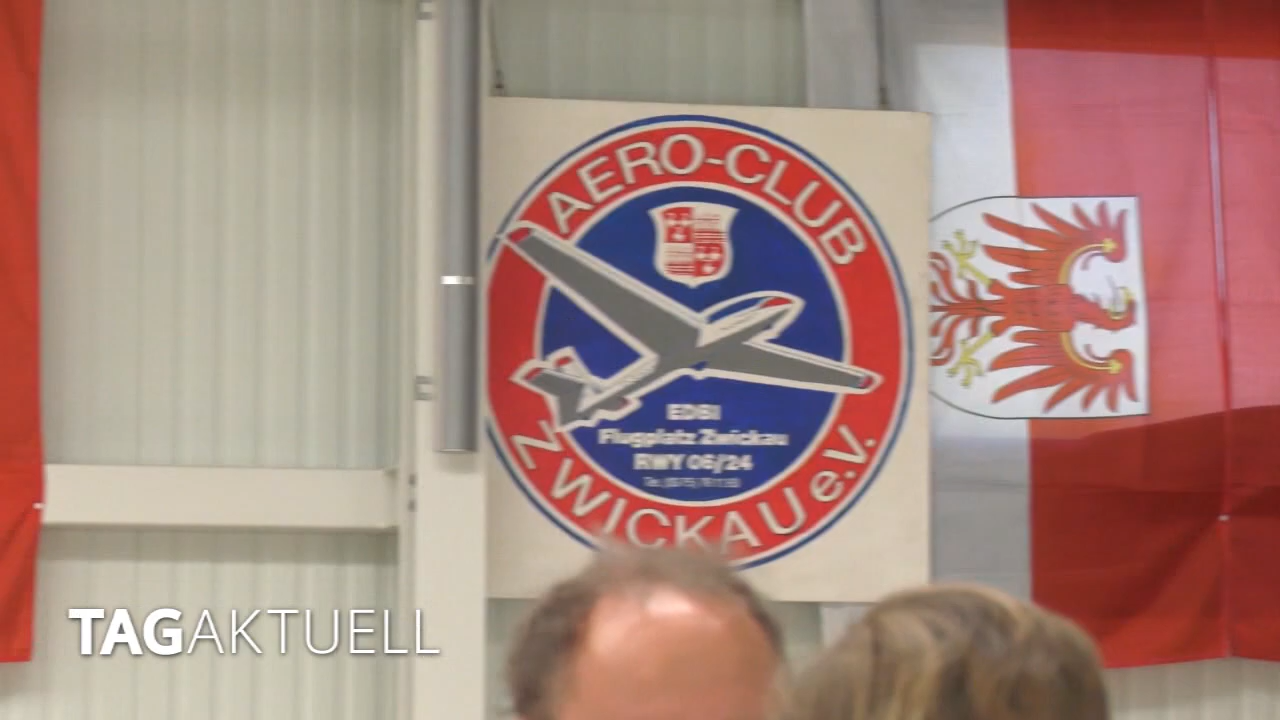 AERO-CLUB
EDBI
Flugplatz Zwickau
RWY 06/24
ZWICKAU e.V.
TAGAKTUELL